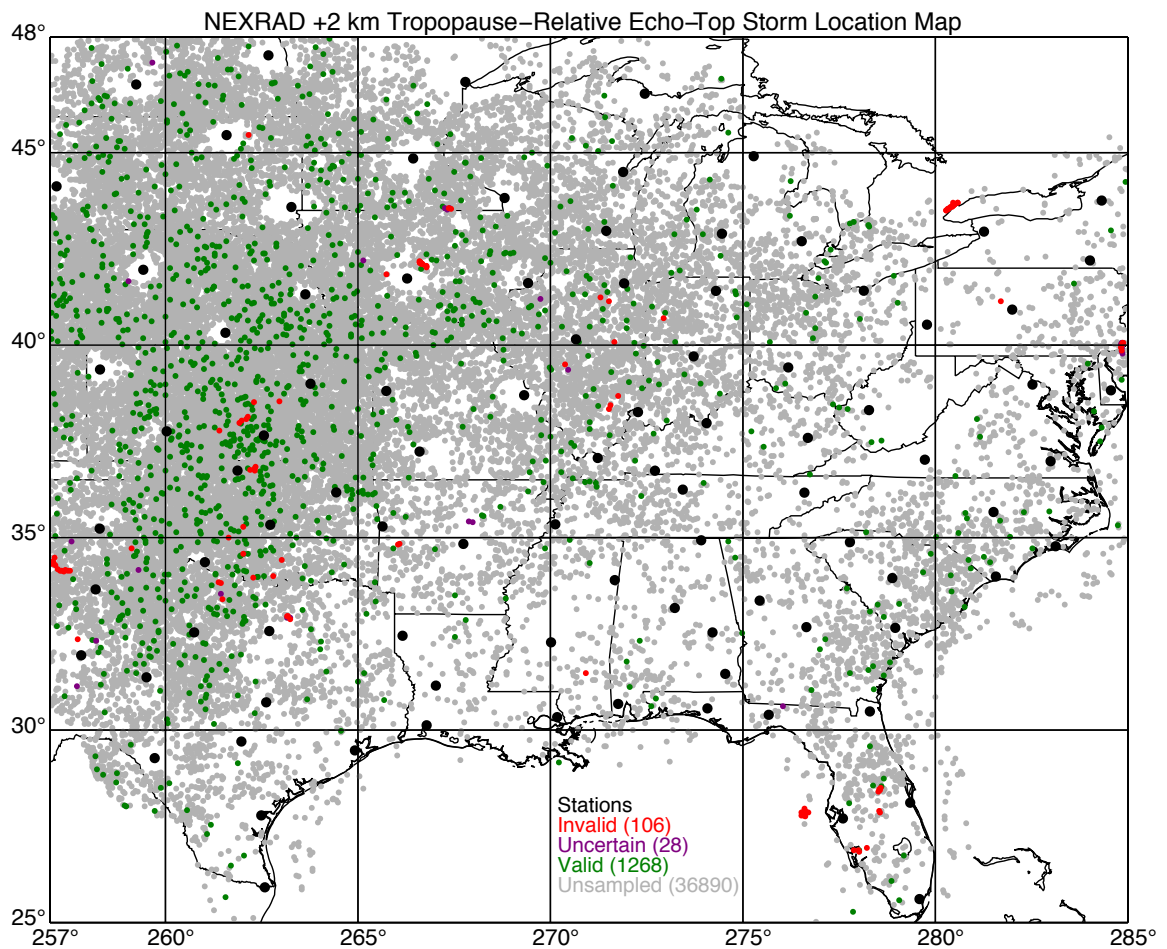 NEXRAD +2 km Tropopause−Relative Echo−Top Storm Location Map
48°
45°
40°
35°
30°
25°
Stations
Invalid (106)
Uncertain (28)
Valid (1268)
Unsampled (36890)
257° 260° 265° 270° 275° 280° 285°